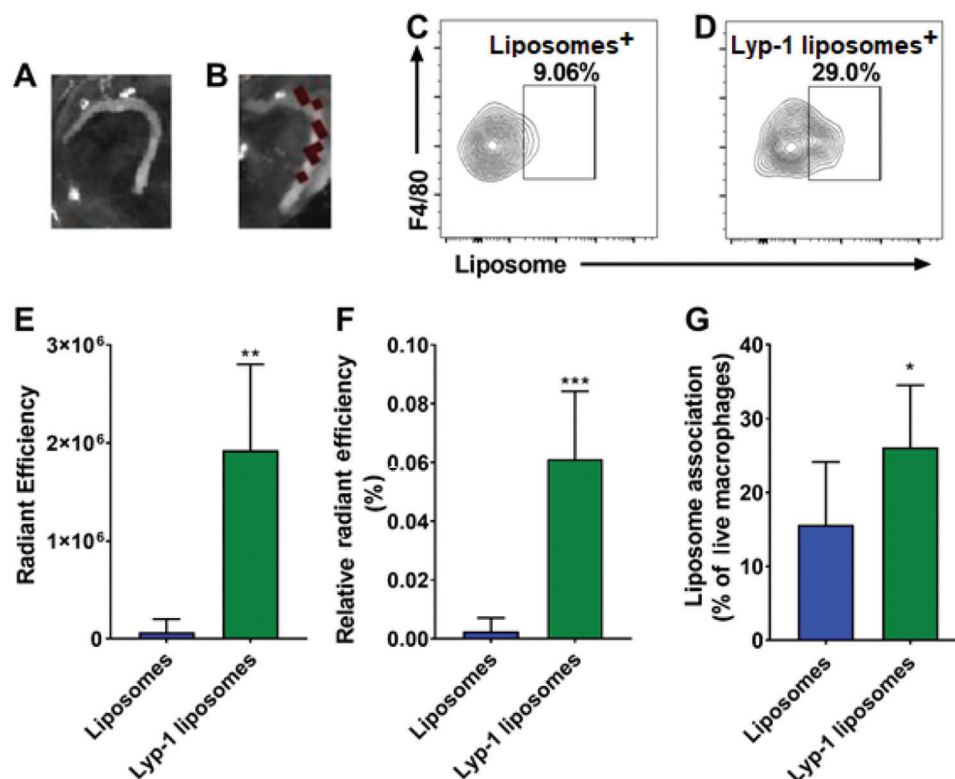 A
B
C
Liposomes+
9.06%
D
Lyp-1 liposomes+
29.0%
F4/80
Liposome
E
Radiant Efficiency
3×10⁶
2×10⁶
1×10⁶
0
**
Liposomes
Lyp-1 liposomes
F
Relative radiant efficiency
(%)
0.10
0.08
0.06
0.04
0.02
0.00
***
Liposomes
Lyp-1 liposomes
G
Liposome association
(% of live macrophages)
40
30
20
10
0
*
Liposomes
Lyp-1 liposomes